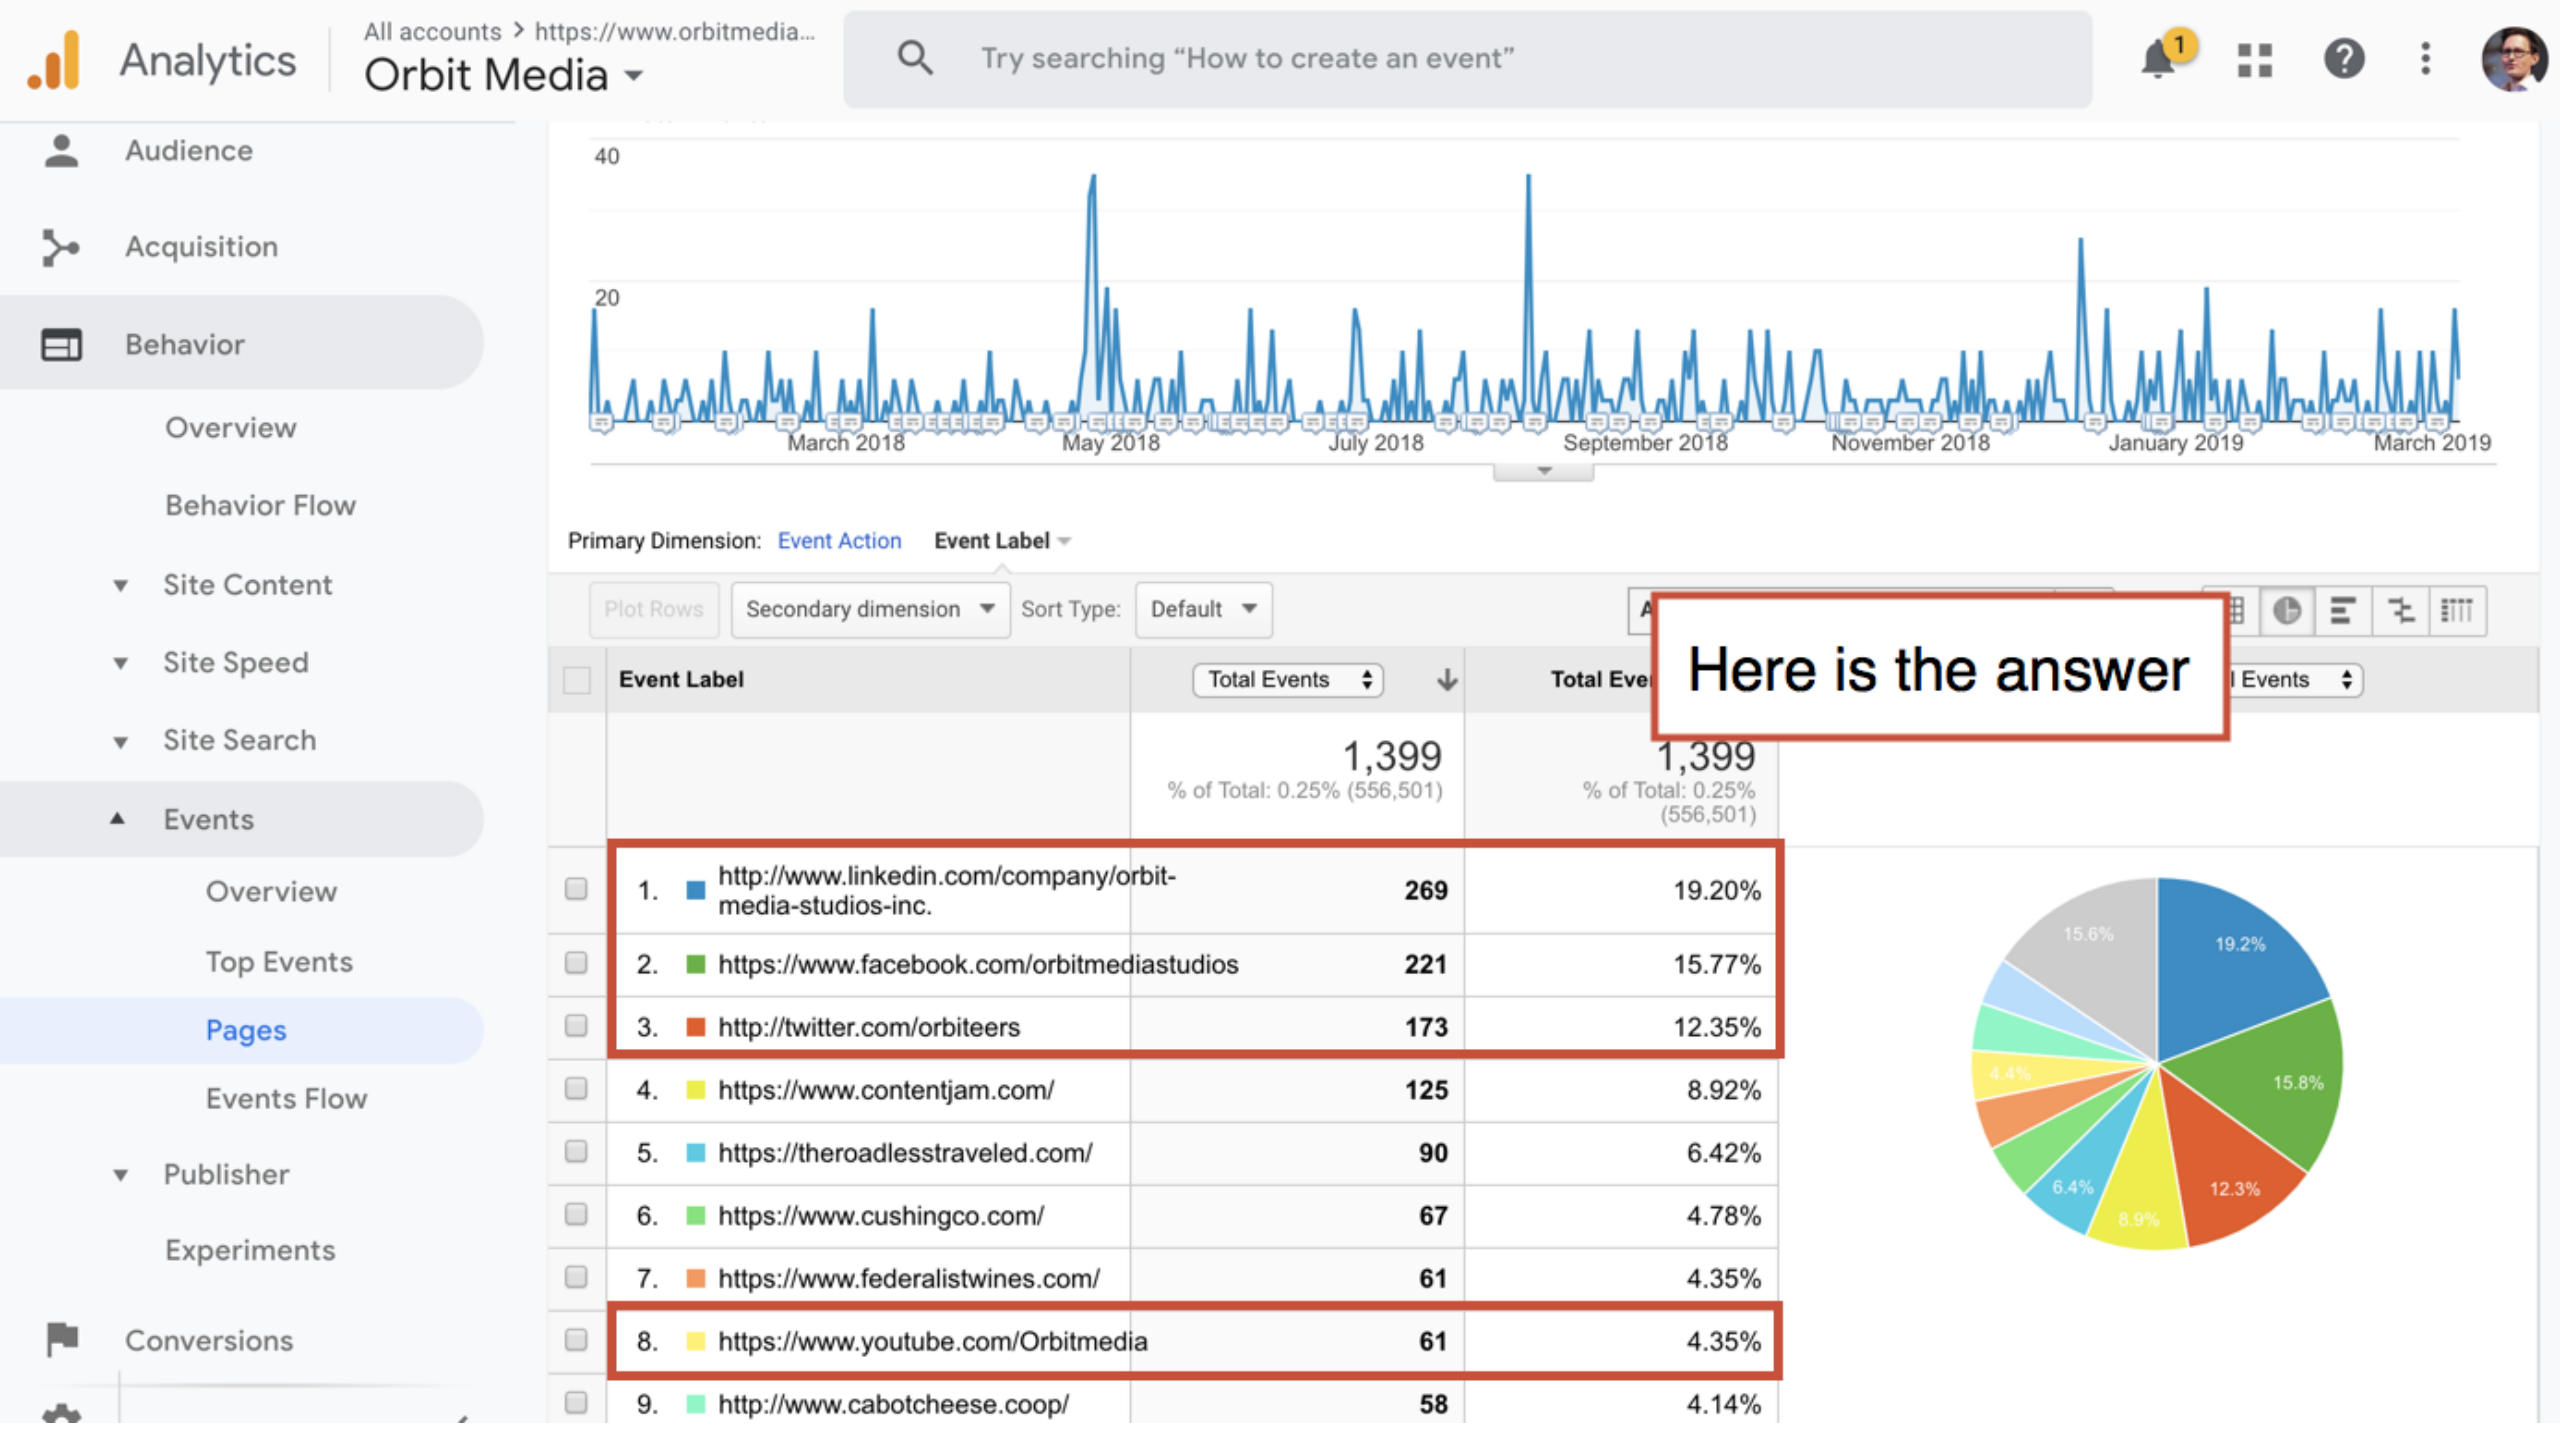 Analytics
All accounts > https://www.orbitmedia...
Orbit Media
Try searching “How to create an event”
1
Audience
Acquisition
Behavior
Overview
Behavior Flow
Site Content
Site Speed
Site Search
Events
Overview
Top Events
Pages
Events Flow
Publisher
Experiments
Conversions
40
20
March 2018
May 2018
July 2018
September 2018
November 2018
January 2019
March 2019
Primary Dimension: Event Action Event Label
Plot Rows Secondary dimension Sort Type: Default
Here is the answer
Event Label Total Events Total Events
1,399 1,399
% of Total: 0.25% (556,501) % of Total: 0.25%
(556,501)
1. http://www.linkedin.com/company/orbit-
media-studios-inc. 269 19.20%
2. https://www.facebook.com/orbitmediastudios 221 15.77%
3. http://twitter.com/orbiteers 173 12.35%
4. https://www.contentjam.com/ 125 8.92%
5. https://theroadlesstraveled.com/ 90 6.42%
6. https://www.cushingco.com/ 67 4.78%
7. https://www.federalistwines.com/ 61 4.35%
8. https://www.youtube.com/Orbitmedia 61 4.35%
9. http://www.cabotcheese.coop/ 58 4.14%
15.6%
19.2%
4.4%
15.8%
6.4%
12.3%
8.9%